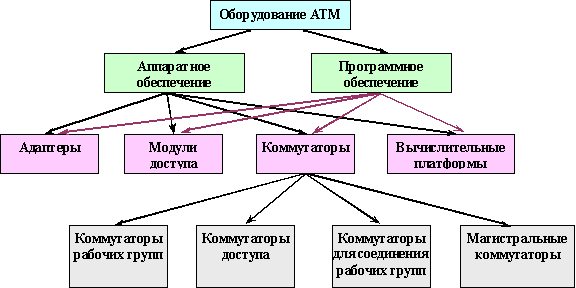 Оборудование АТМ
Аппаратное
обеспечение
Программное
обеспечение
Адаптеры
Модули
доступа
Коммутаторы
Вычислительные
платформы
Коммутаторы
рабочих групп
Коммутаторы
доступа
Коммутаторы
для соединения
рабочих групп
Магистральные
коммутаторы